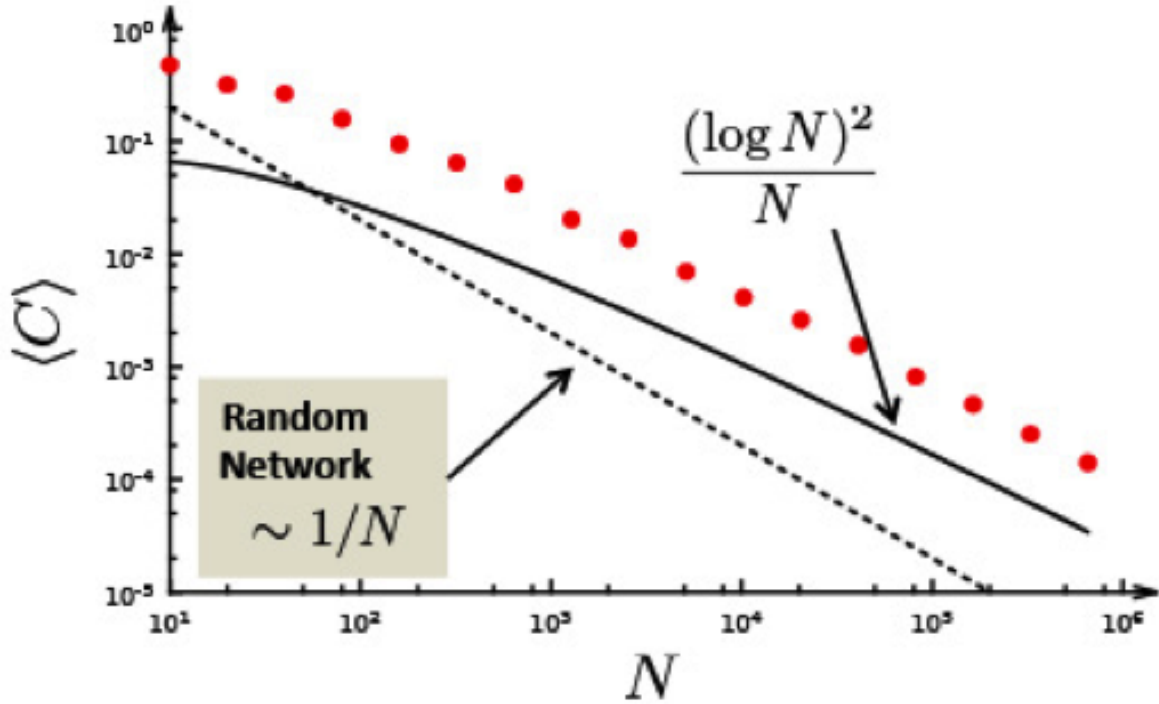 10⁰
10⁻¹
10⁻²
10⁻³
10⁻⁴
10⁻⁵
⟨C⟩
(log N)²
N
Random
Network
∼ 1/N
10¹ 10² 10³ 10⁴ 10⁵ 10⁶
N